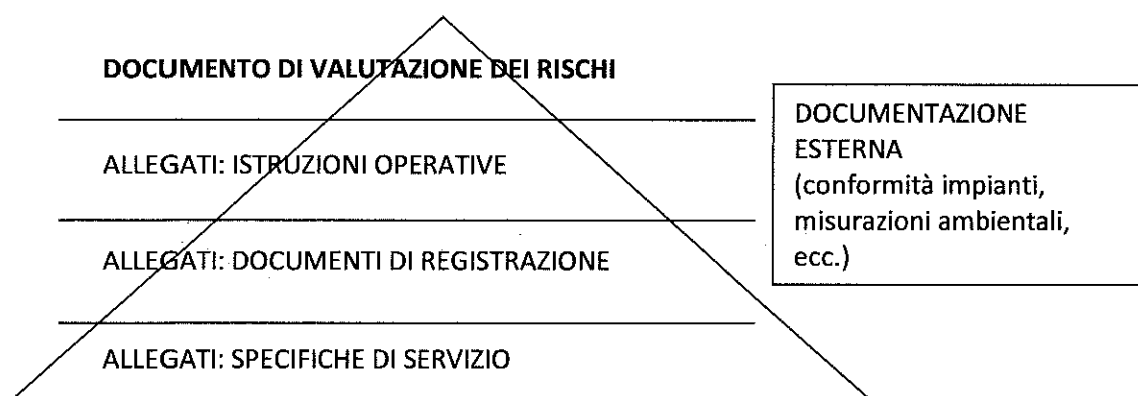 DOCUMENTO DI VALUTAZIONE DEI RISCHI
ALLEGATI: ISTRUZIONI OPERATIVE
ALLEGATI: DOCUMENTI DI REGISTRAZIONE
ALLEGATI: SPECIFICHE DI SERVIZIO
DOCUMENTAZIONE
ESTERNA
(conformità impianti,
misurazioni ambientali,
ecc.)